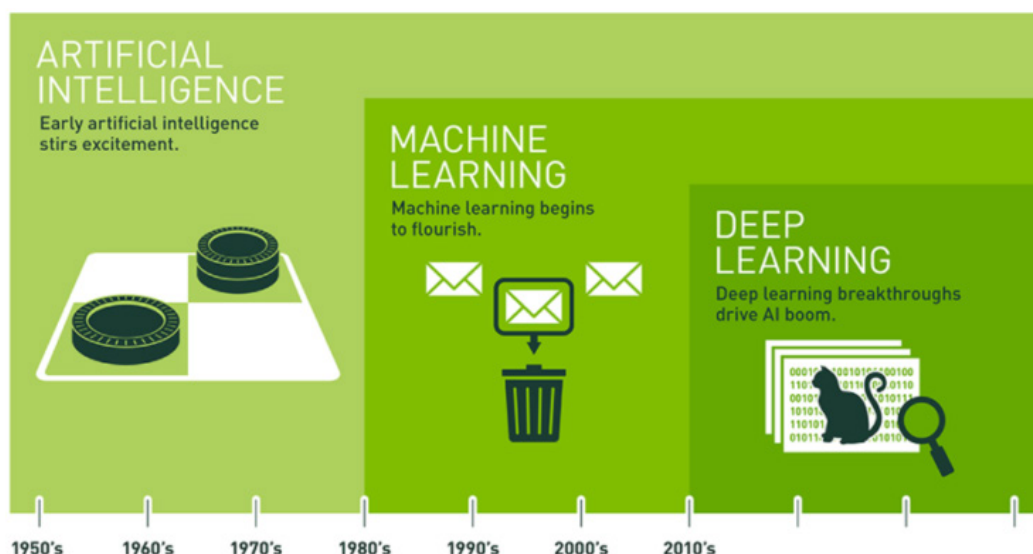 ARTIFICIAL
INTELLIGENCE
Early artificial intelligence
stirs excitement.
MACHINE
LEARNING
Machine learning begins
to flourish.
DEEP
LEARNING
Deep learning breakthroughs
drive AI boom.
1950's 1960's 1970's 1980's 1990's 2000's 2010's